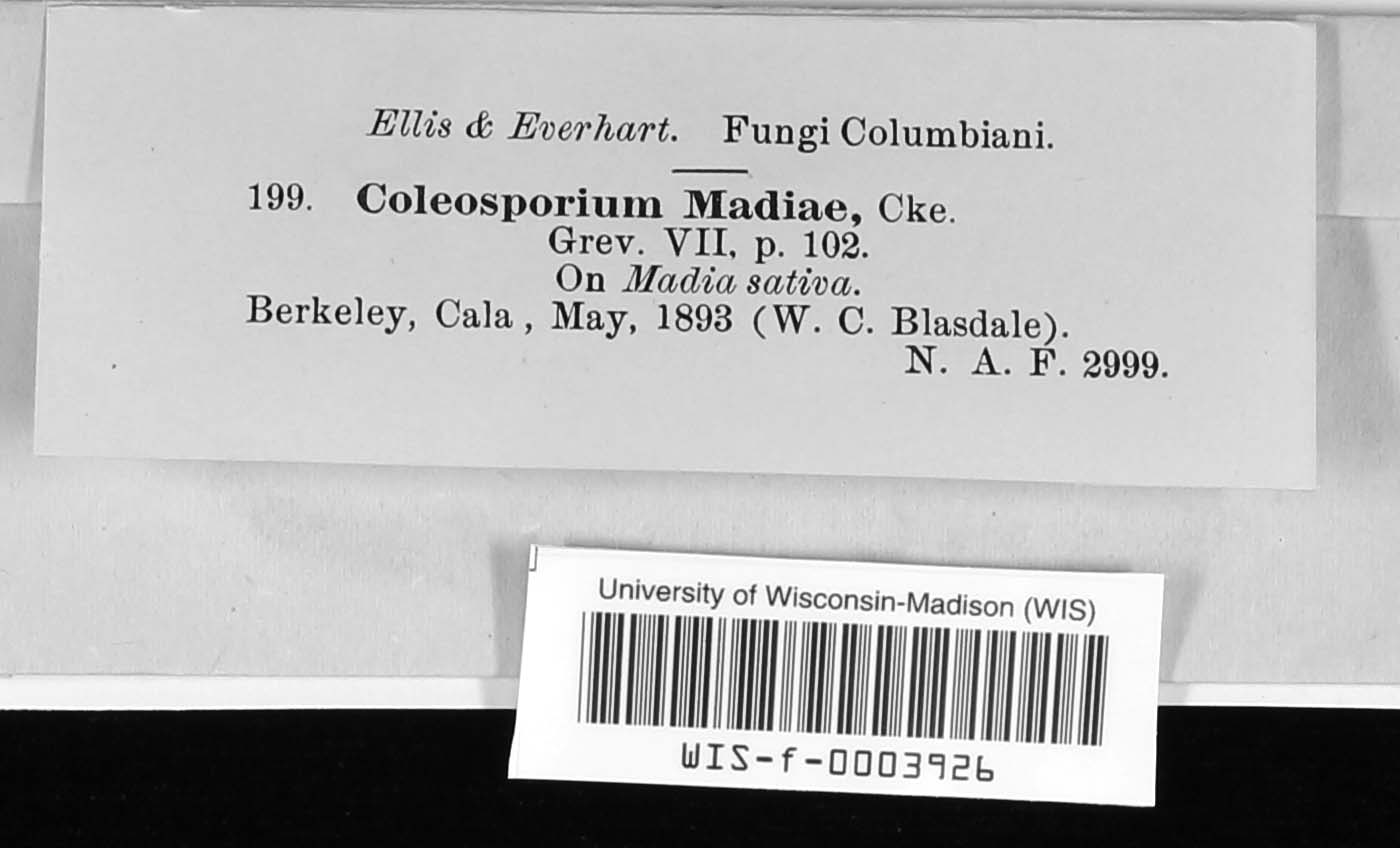 Ellis & Everhart. Fungi Columbiani.
199. Coleosporium Madiae, Cke.
Grev. VII, p. 102.
On Madia sativa.
Berkeley, Cala , May, 1893 (W. C. Blasdale).
N. A. F. 2999.
University of Wisconsin-Madison (WIS)
WIS-f-0003926